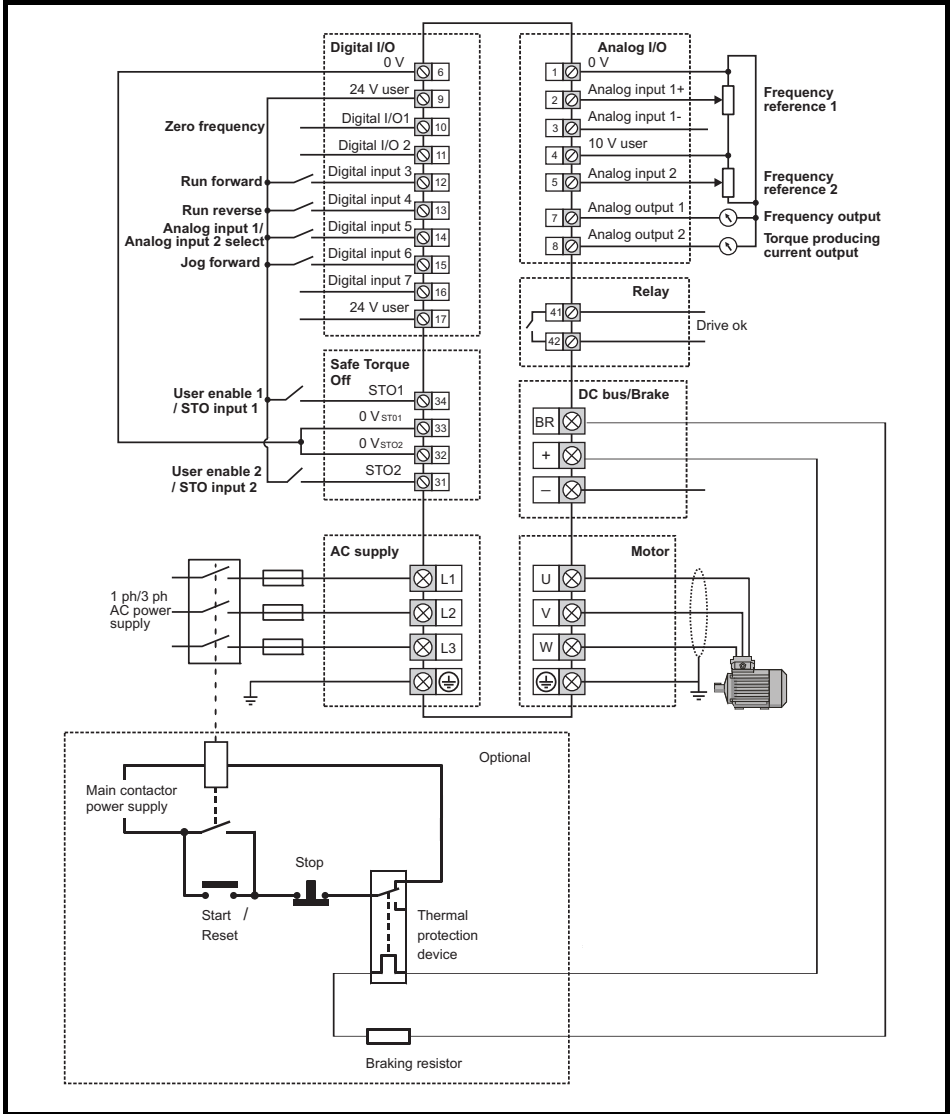 Digital I/O
0 V
6
24 V user
9
Zero frequency
Digital I/O1
10
Digital I/O 2
11
Run forward
Digital input 3
12
Run reverse
Digital input 4
13
Analog input 1/
Analog input 2 select
Digital input 5
14
Jog forward
Digital input 6
15
Digital input 7
16
24 V user
17
Analog I/O
0 V
1
Analog input 1+
2
Frequency
reference 1
Analog input 1-
3
10 V user
4
Analog input 2
5
Frequency
reference 2
Analog output 1
7
Frequency output
Analog output 2
8
Torque producing
current output
Relay
41
42
Drive ok
Safe Torque
Off
User enable 1
/ STO input 1
STO1
34
0 V ST01
33
0 V STO2
32
User enable 2
/ STO input 2
STO2
31
DC bus/Brake
BR
+
–
AC supply
1 ph/3 ph
AC power
supply
L1
L2
L3
Motor
U
V
W
Optional
Main contactor
power supply
Start /
Reset
Stop
Thermal
protection
device
Braking resistor